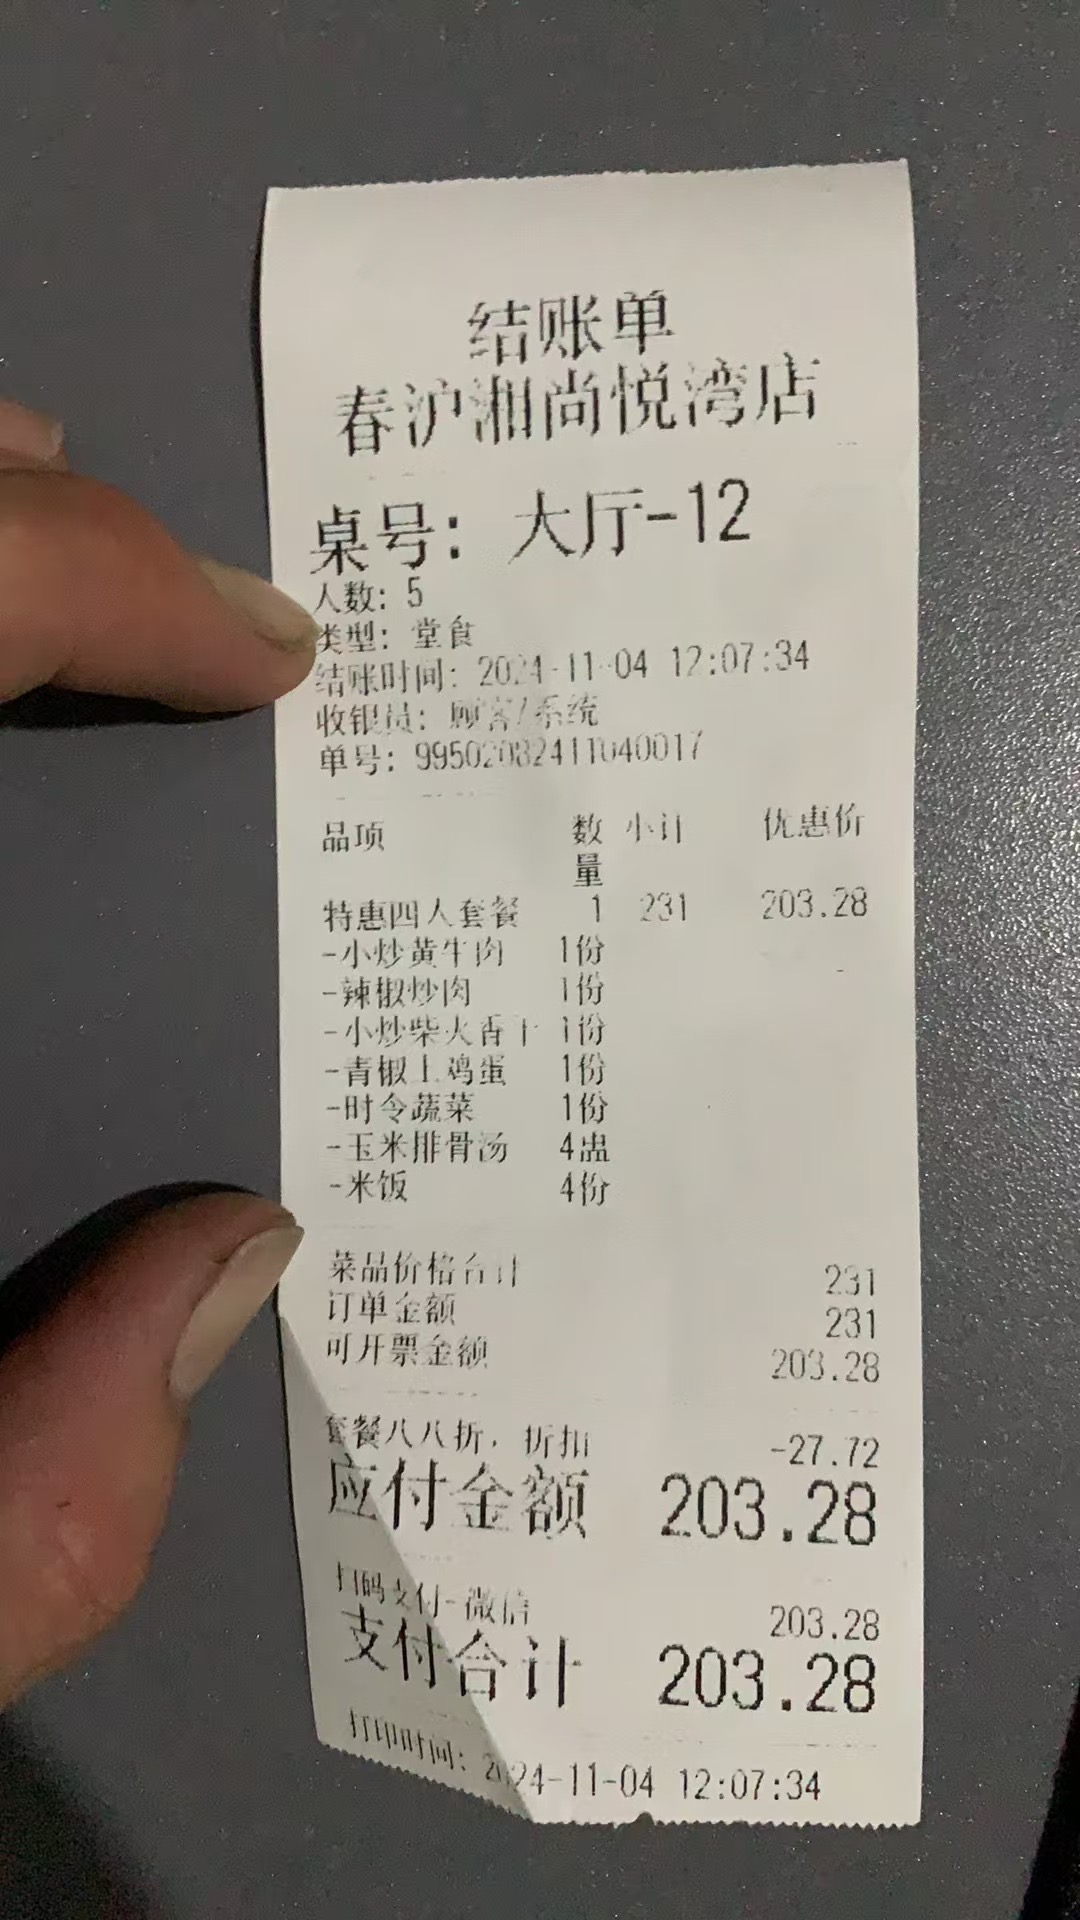 结账单
春沪湘尚悦湾店
桌号: 大厅-12
人数: 5
类型: 堂食
结账时间: 2024-11-04 12:07:34
收银员: 顾客/系统
单号: 99502082411040017
品项 数量 小计 优惠价
特惠四人套餐 1 231 203.28
-小炒黄牛肉 1份
-辣椒炒肉 1份
-小炒柴火香干 1份
-青椒土鸡蛋 1份
-时令蔬菜 1份
-玉米排骨汤 4盅
-米饭 4份
菜品价格合计 231
订单金额 231
可开票金额 203.28
套餐八八折, 折扣 -27.72
应付金额 203.28
扫码支付-微信 203.28
支付合计 203.28
打印时间: 2024-11-04 12:07:34